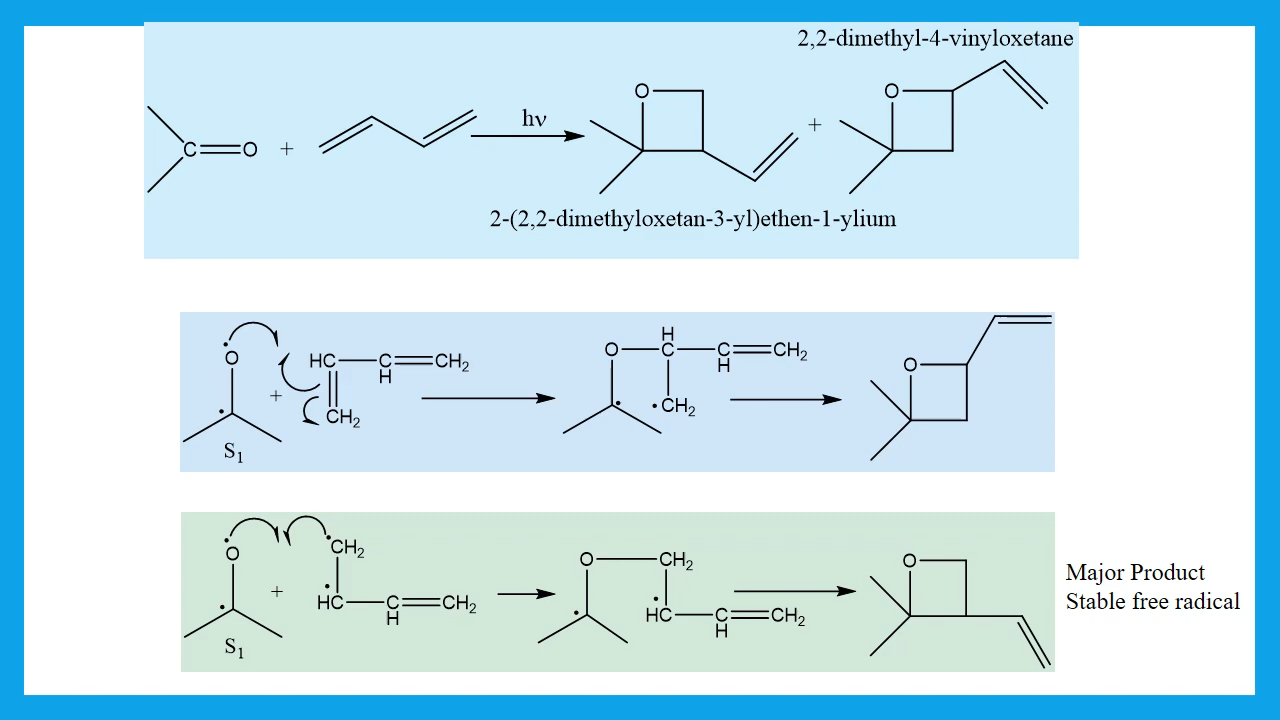 2,2-dimethyl-4-vinyloxetane
C O + hν O + O
2-(2,2-dimethyloxetan-3-yl)ethen-1-ylium
O HC C H CH2 + CH2 S1
O H C C H CH2 CH2
O
O CH2 + HC C H CH2 S1
O CH2 HC C H CH2
O
Major Product
Stable free radical